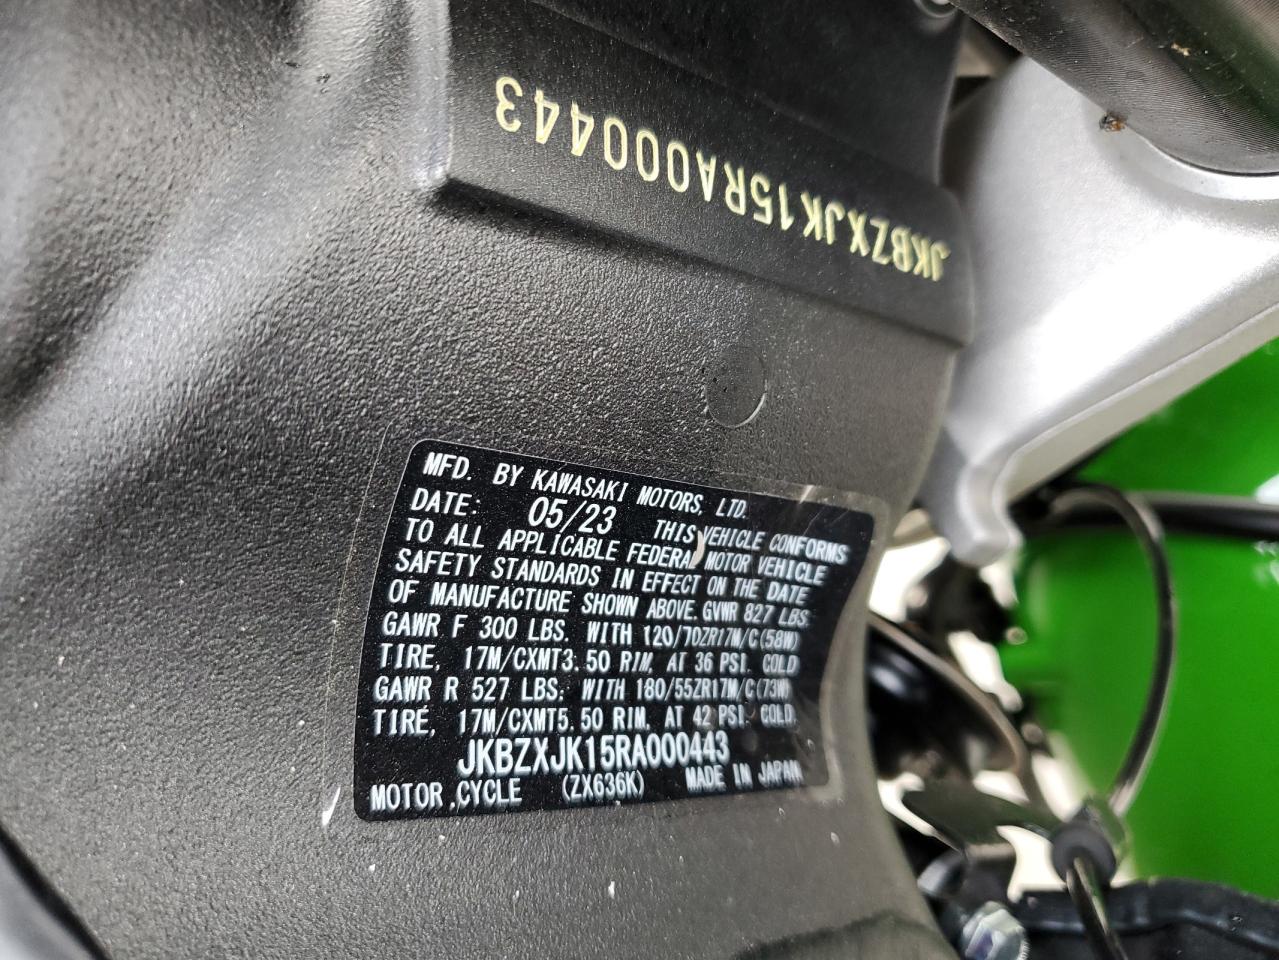 JKBZXJK15RA000443
MFD. BY KAWASAKI MOTORS, LTD.
DATE: 05/23 THIS VEHICLE CONFORMS
TO ALL APPLICABLE FEDERAL MOTOR VEHICLE
SAFETY STANDARDS IN EFFECT ON THE DATE
OF MANUFACTURE SHOWN ABOVE. GVWR 827 LBS.
GAWR F 300 LBS. WITH 120/70ZR17M/C(58W)
TIRE, 17M/CXMT3.50 RIM, AT 36 PSI. COLD
GAWR R 527 LBS. WITH 180/55ZR17M/C(73W)
TIRE, 17M/CXMT5.50 RIM, AT 42 PSI. COLD.
JKBZXJK15RA000443
MOTOR CYCLE (ZX636K) MADE IN JAPAN